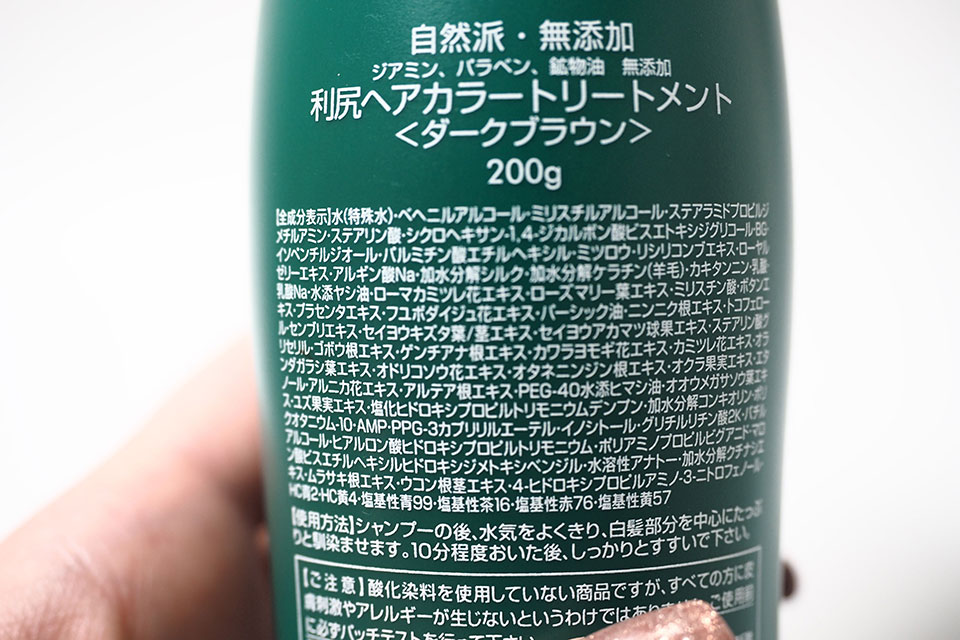 自然派・無添加
ジアミン、パラベン、鉱物油 無添加
利尻ヘアカラートリートメント
<ダークブラウン>
200g
【全成分表示】水(特殊水)・ベヘニルアルコール・ミリスチルアルコール・ステアラミドプロピルジ
メチルアミン・ステアリン酸・シクロヘキサン-1,4-ジカルボン酸ビスエトキシジグリコール・BG・
イソペンチルジオール・パルミチン酸エチルヘキシル・ミツロウ・リシリコンブエキス・ローヤル
ゼリーエキス・アルギン酸Na・加水分解シルク・加水分解ケラチン(羊毛)・カキタンニン・乳酸・
乳酸Na・水添ヤシ油・ローマカミツレ花エキス・ローズマリー葉エキス・ミリスチン酸・ボタンエ
キス・プラセンタエキス・フユボダイジュ花エキス・パーシック油・ニンニク根エキス・トコフェロー
ル・センブリエキス・セイヨウキズタ葉/茎エキス・セイヨウアカマツ球果エキス・ステアリン酸グ
リセリル・ゴボウ根エキス・ゲンチアナ根エキス・カワラヨモギ花エキス・カミツレ花エキス・オラ
ンダガラシ葉エキス・オドリコソウ花エキス・オタネニンジン根エキス・オクラ果実エキス・エタ
ノール・アルニカ花エキス・アルテア根エキス・PEG-40水添ヒマシ油・オオウメガサソウ葉エキ
ス・ユズ果実エキス・塩化ヒドロキシプロピルトリモニウムデンプン・加水分解コンキオリン・ポリ
クオタニウム-10・AMP・PPG-3カプリリルエーテル・イノシトール・グリチルリチン酸2K・バチル
アルコール・ヒアルロン酸ヒドロキシプロピルトリモニウム・ポリアミノプロピルビグアニド・マロ
ン酸ビスエチルヘキシルヒドロキシジメトキシベンジル・水溶性アナトー・加水分解クチナシエ
キス・ムラサキ根エキス・ウコン根茎エキス・4-ヒドロキシプロピルアミノ-3-ニトロフェノール・
HC青2・HC黄4・塩基性青99・塩基性茶16・塩基性赤76・塩基性黄57
【使用方法】シャンプーの後、水気をよくきり、白髪部分を中心にたっぷ
りと馴染ませます。10分程度おいた後、しっかりとすすいで下さい。
【ご注意】酸化染料を使用していない商品ですが、すべての方に皮
膚刺激やアレルギーが生じないというわけではありま ご使用前
に必ずパッチテストを行って下さい